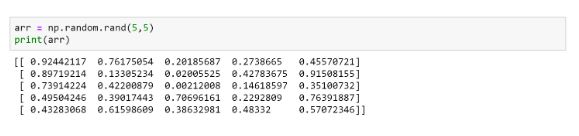 arr = np.random.rand(5,5)
print(arr)
[[ 0.92442117 0.76175054 0.20185687 0.2738665 0.45570721]
[ 0.89719214 0.13305234 0.02005525 0.42783675 0.91508155]
[ 0.73914224 0.42200879 0.00212008 0.14618597 0.35100732]
[ 0.49504246 0.39017443 0.70696161 0.2292809 0.76391887]
[ 0.43283068 0.61598609 0.38632981 0.48332 0.57072346]]